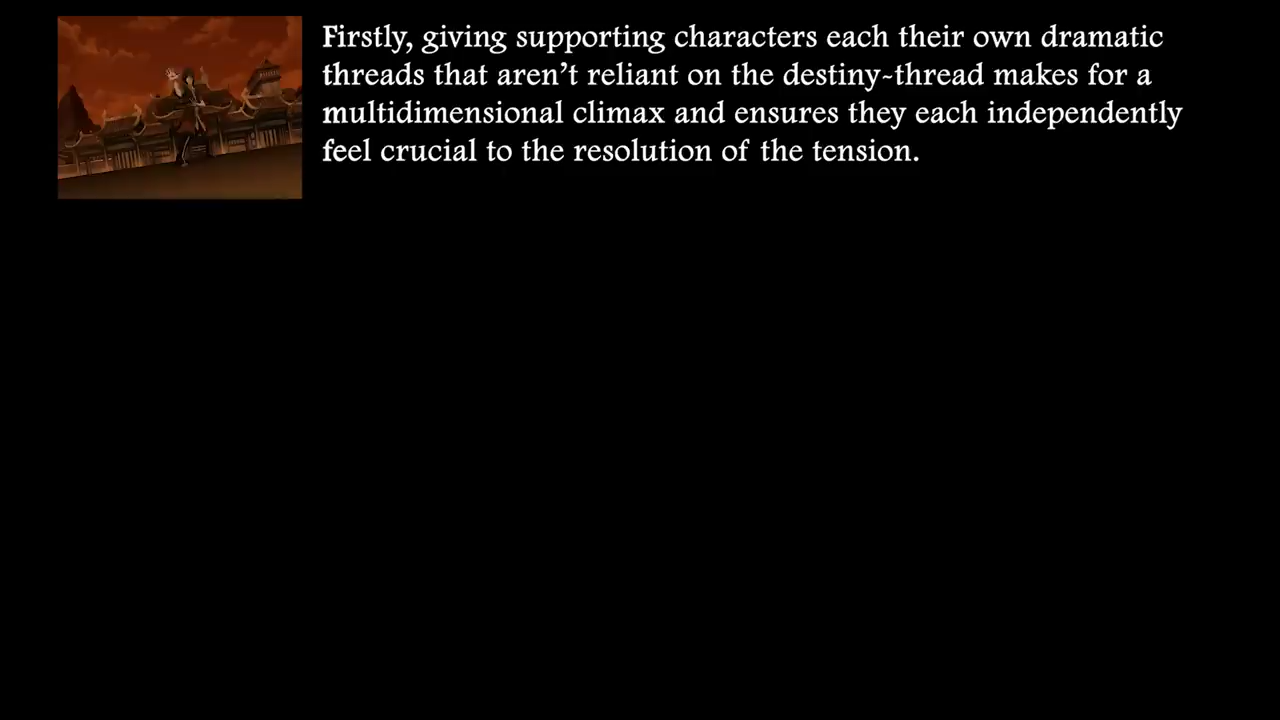 Firstly, giving supporting characters each their own dramatic
threads that aren’t reliant on the destiny-thread makes for a
multidimensional climax and ensures they each independently
feel crucial to the resolution of the tension.